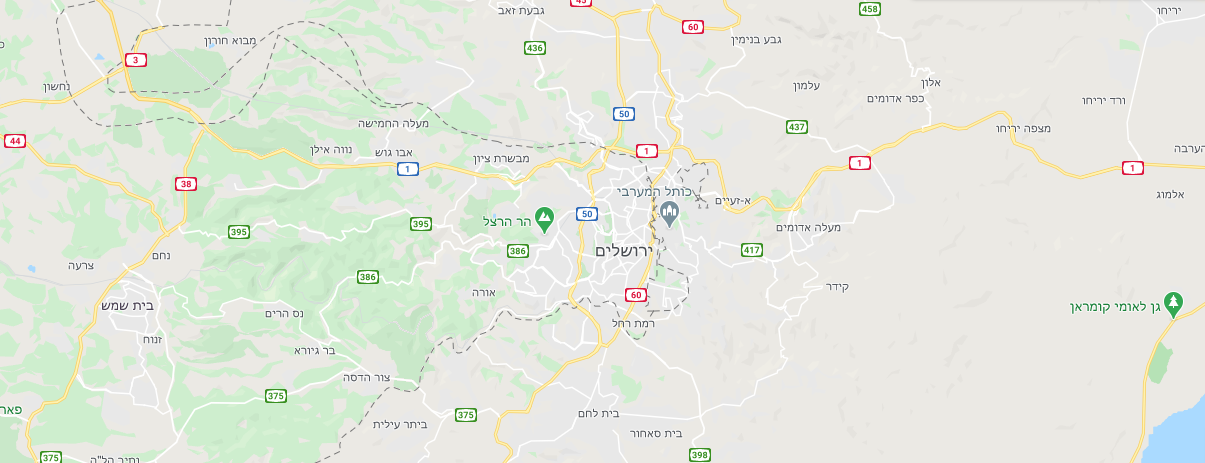 43
גבעת זאב
458
יריחו
60
גבע בנימין
מבוא חורון
436
3
נחשון
אלון
עלמון
כפר אדומים
ורד יריחו
50
מעלה החמישה
437
מצפה יריחו
44
נווה אילן
אבו גוש
מבשרת ציון
1
1
1
1
הערבה
38
כותל המערבי
א-זעיים
אלמוג
הר הרצל
50
395
395
מעלה אדומים
386
ירושלים
417
נחם
צרעה
386
אורה
קידר
60
גן לאומי קומראן
בית שמש
נס הרים
רמת רחל
זנוח
בר גיורא
צור הדסה
375
פאר
375
בית לחם
ביתר עילית
בית סאחור
375
נתיב הל"ה
398